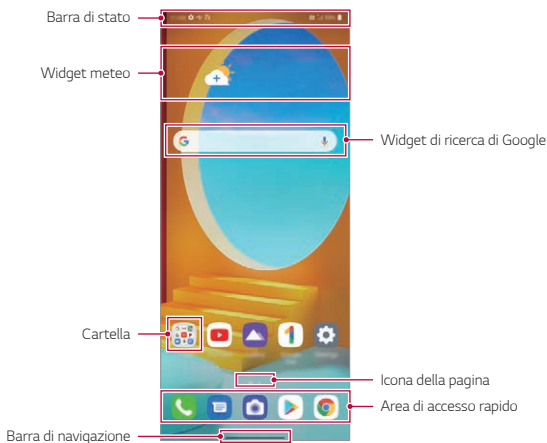 Barra di stato
Widget meteo
Widget di ricerca di Google
Cartella
Icona della pagina
Area di accesso rapido
Barra di navigazione